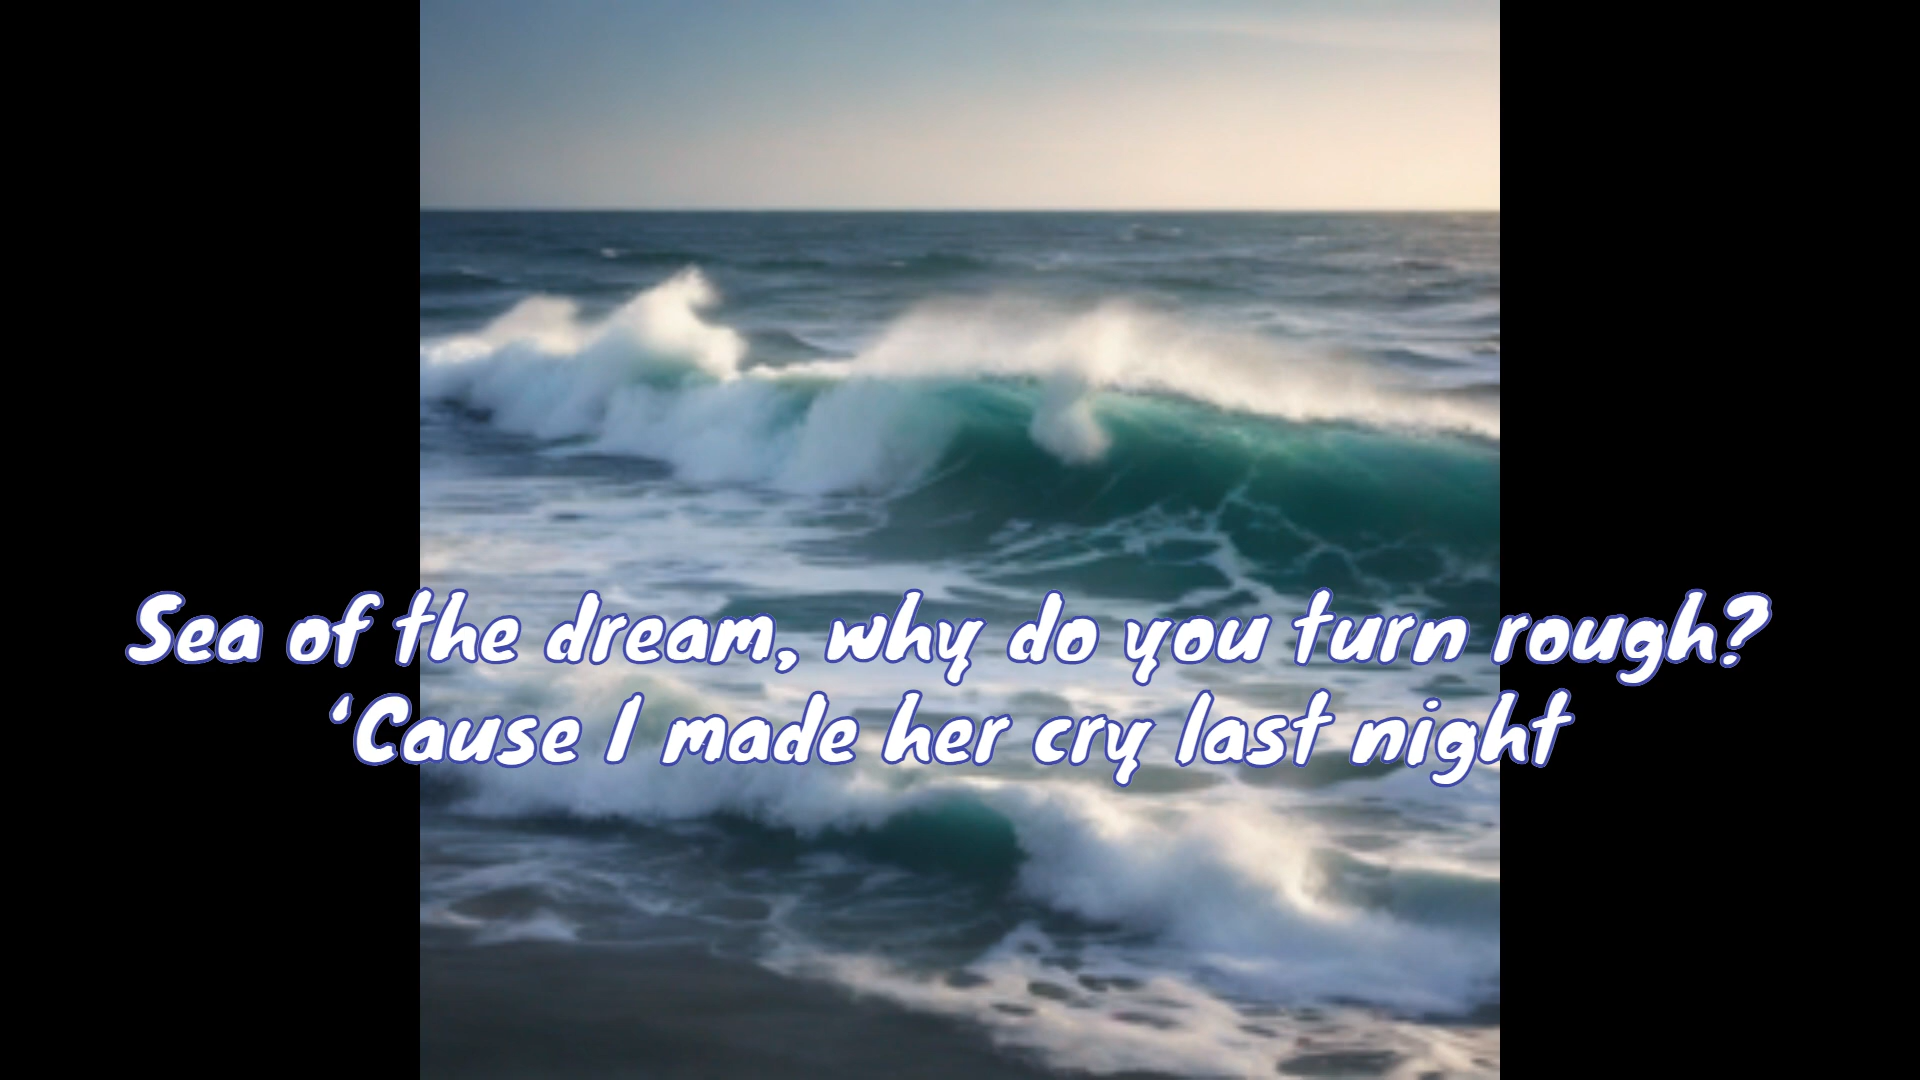 Sea of the dream, why do you turn rough?
‘Cause I made her cry last night